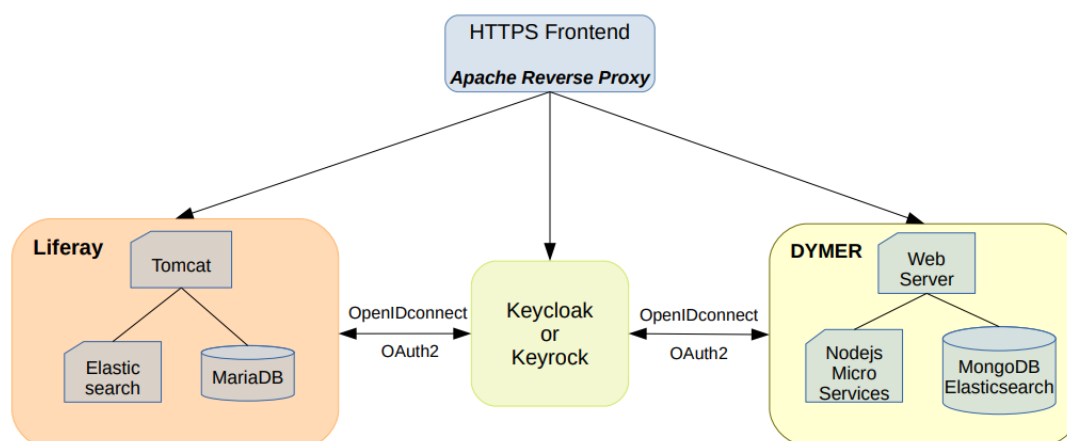 HTTPS Frontend
Apache Reverse Proxy
Liferay
Tomcat
Elastic
search
MariaDB
OpenIDconnect
OAuth2
Keycloak
or
Keyrock
OpenIDconnect
OAuth2
DYMER
Web
Server
Nodejs
Micro
Services
MongoDB
Elasticsearch